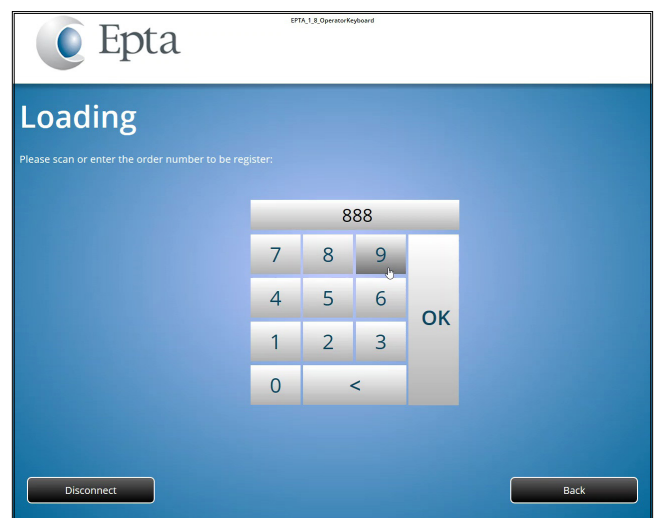 EPTA_1_8_OperatorKeyboard
Epta
Loading
Please scan or enter the order number to be register:
888
7 8 9
4 5 6
OK
1 2 3
0 <
Disconnect Back